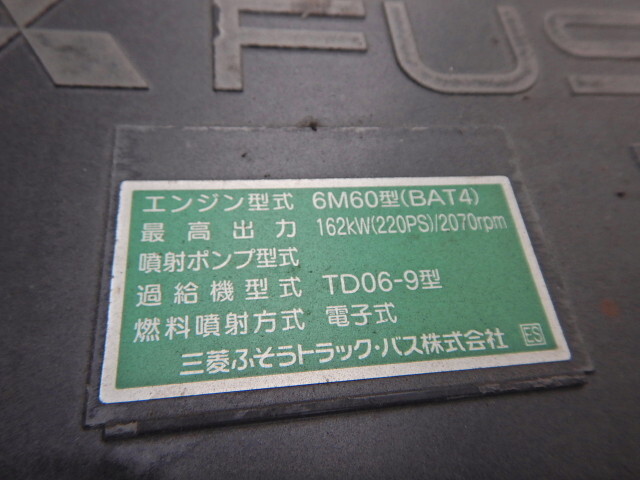 FUS
エンジン型式 6M60型(BAT4)
最高出力 162kW(220PS)/2070rpm
噴射ポンプ型式
過給機型式 TD06-9型
燃料噴射方式 電子式
三菱ふそうトラック・バス株式会社 ES